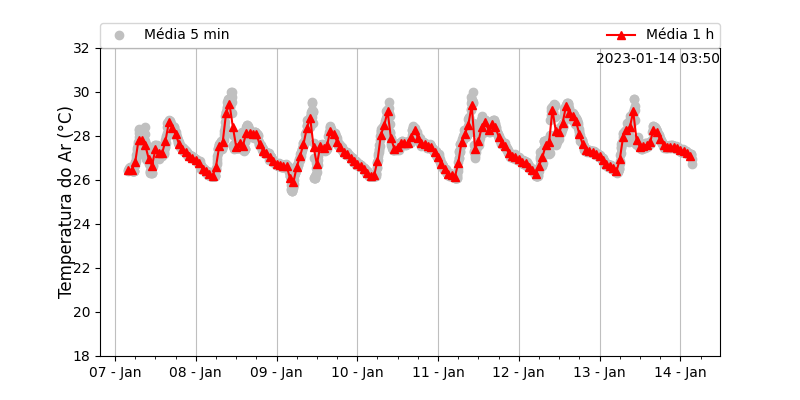 Média 5 min
Média 1 h
2023-01-14 03:50
Temperatura do Ar (°C)
32
30
28
26
24
22
20
18
07 - Jan
08 - Jan
09 - Jan
10 - Jan
11 - Jan
12 - Jan
13 - Jan
14 - Jan